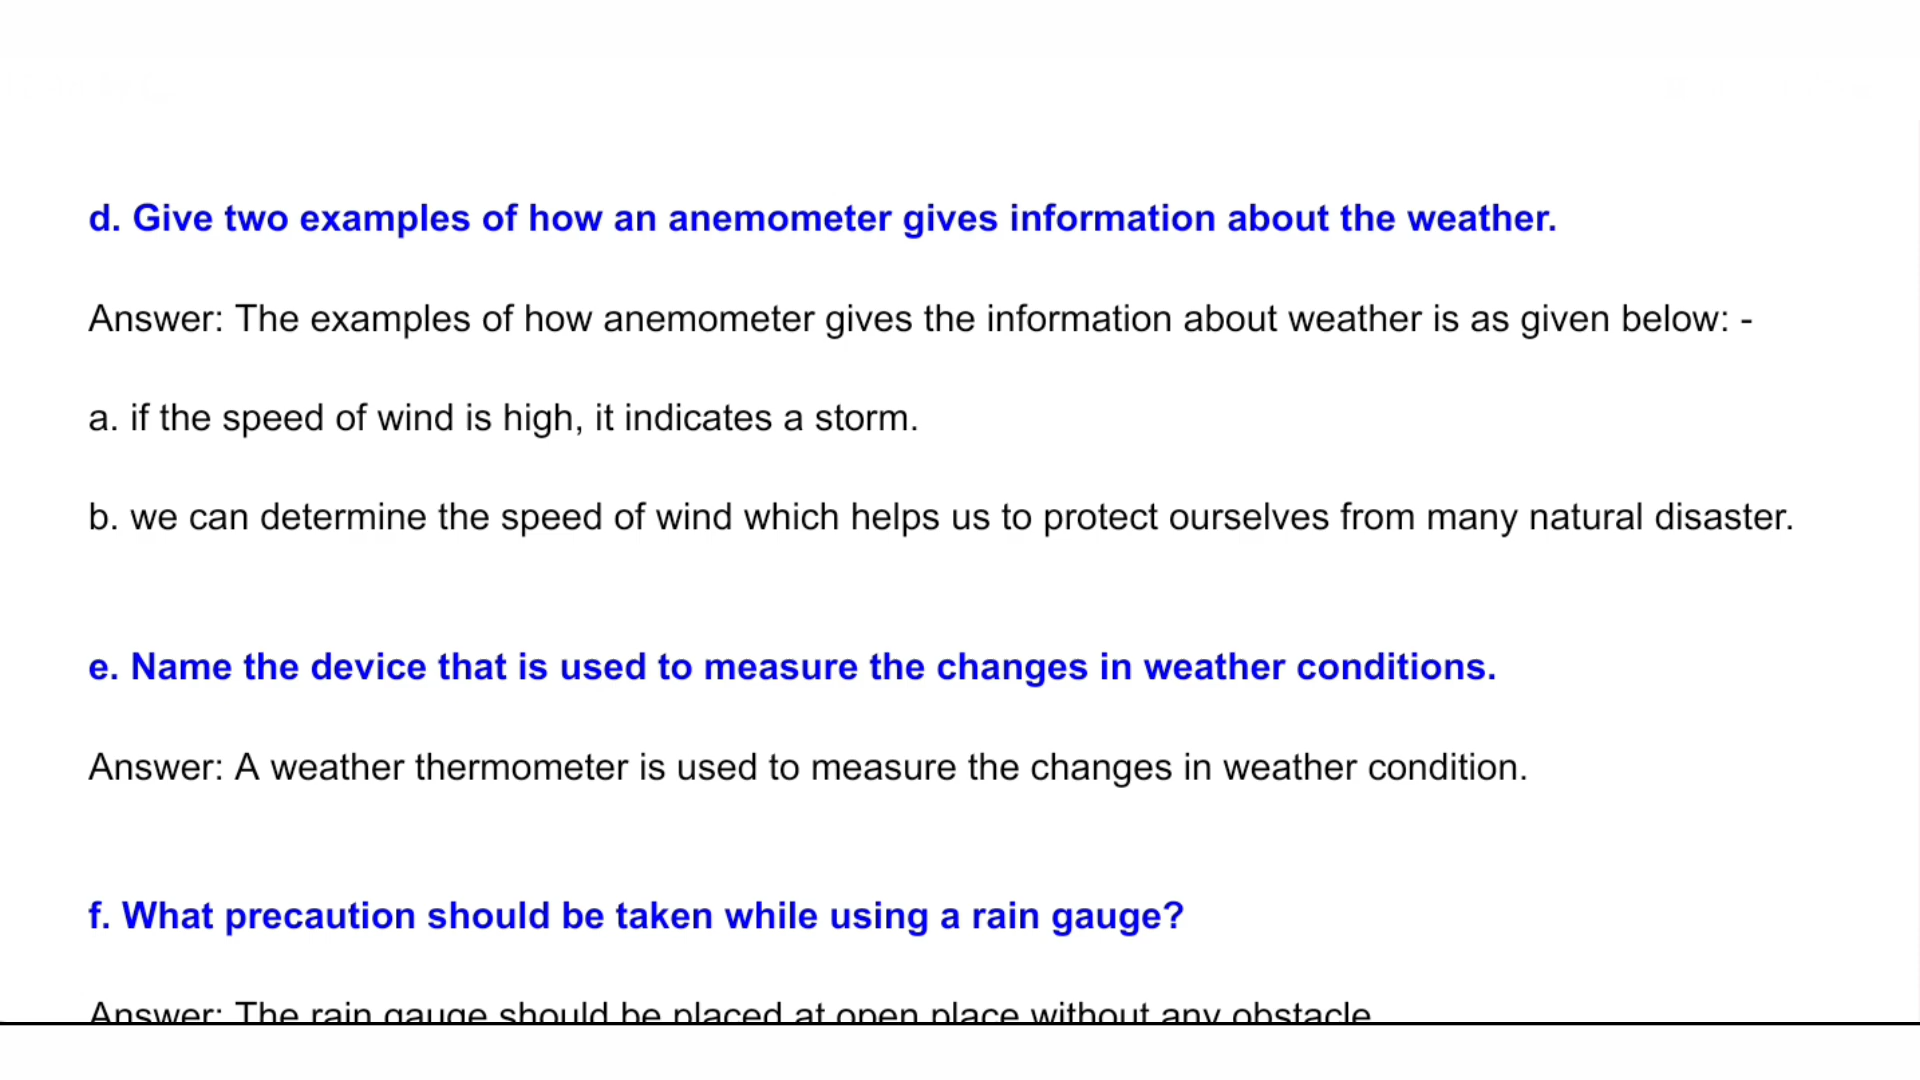 d. Give two examples of how an anemometer gives information about the weather.
Answer: The examples of how anemometer gives the information about weather is as given below: -
a. if the speed of wind is high, it indicates a storm.
b. we can determine the speed of wind which helps us to protect ourselves from many natural disaster.
e. Name the device that is used to measure the changes in weather conditions.
Answer: A weather thermometer is used to measure the changes in weather condition.
f. What precaution should be taken while using a rain gauge?
Answer: The rain gauge should be placed at open place without any obstacle